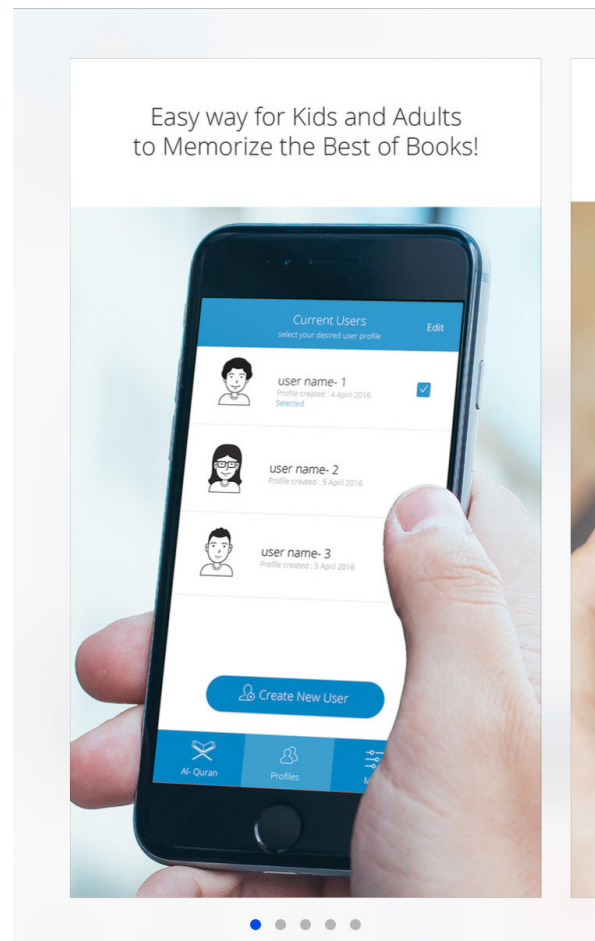 Easy way for Kids and Adults
to Memorize the Best of Books!
Current Users
select your desired user profile
Edit
user name- 1
Profile created : 4 April 2016
Selected
user name- 2
Profile created : 5 April 2016
user name- 3
Profile created : 5 April 2016
Create New User
Al- Quran
Profiles